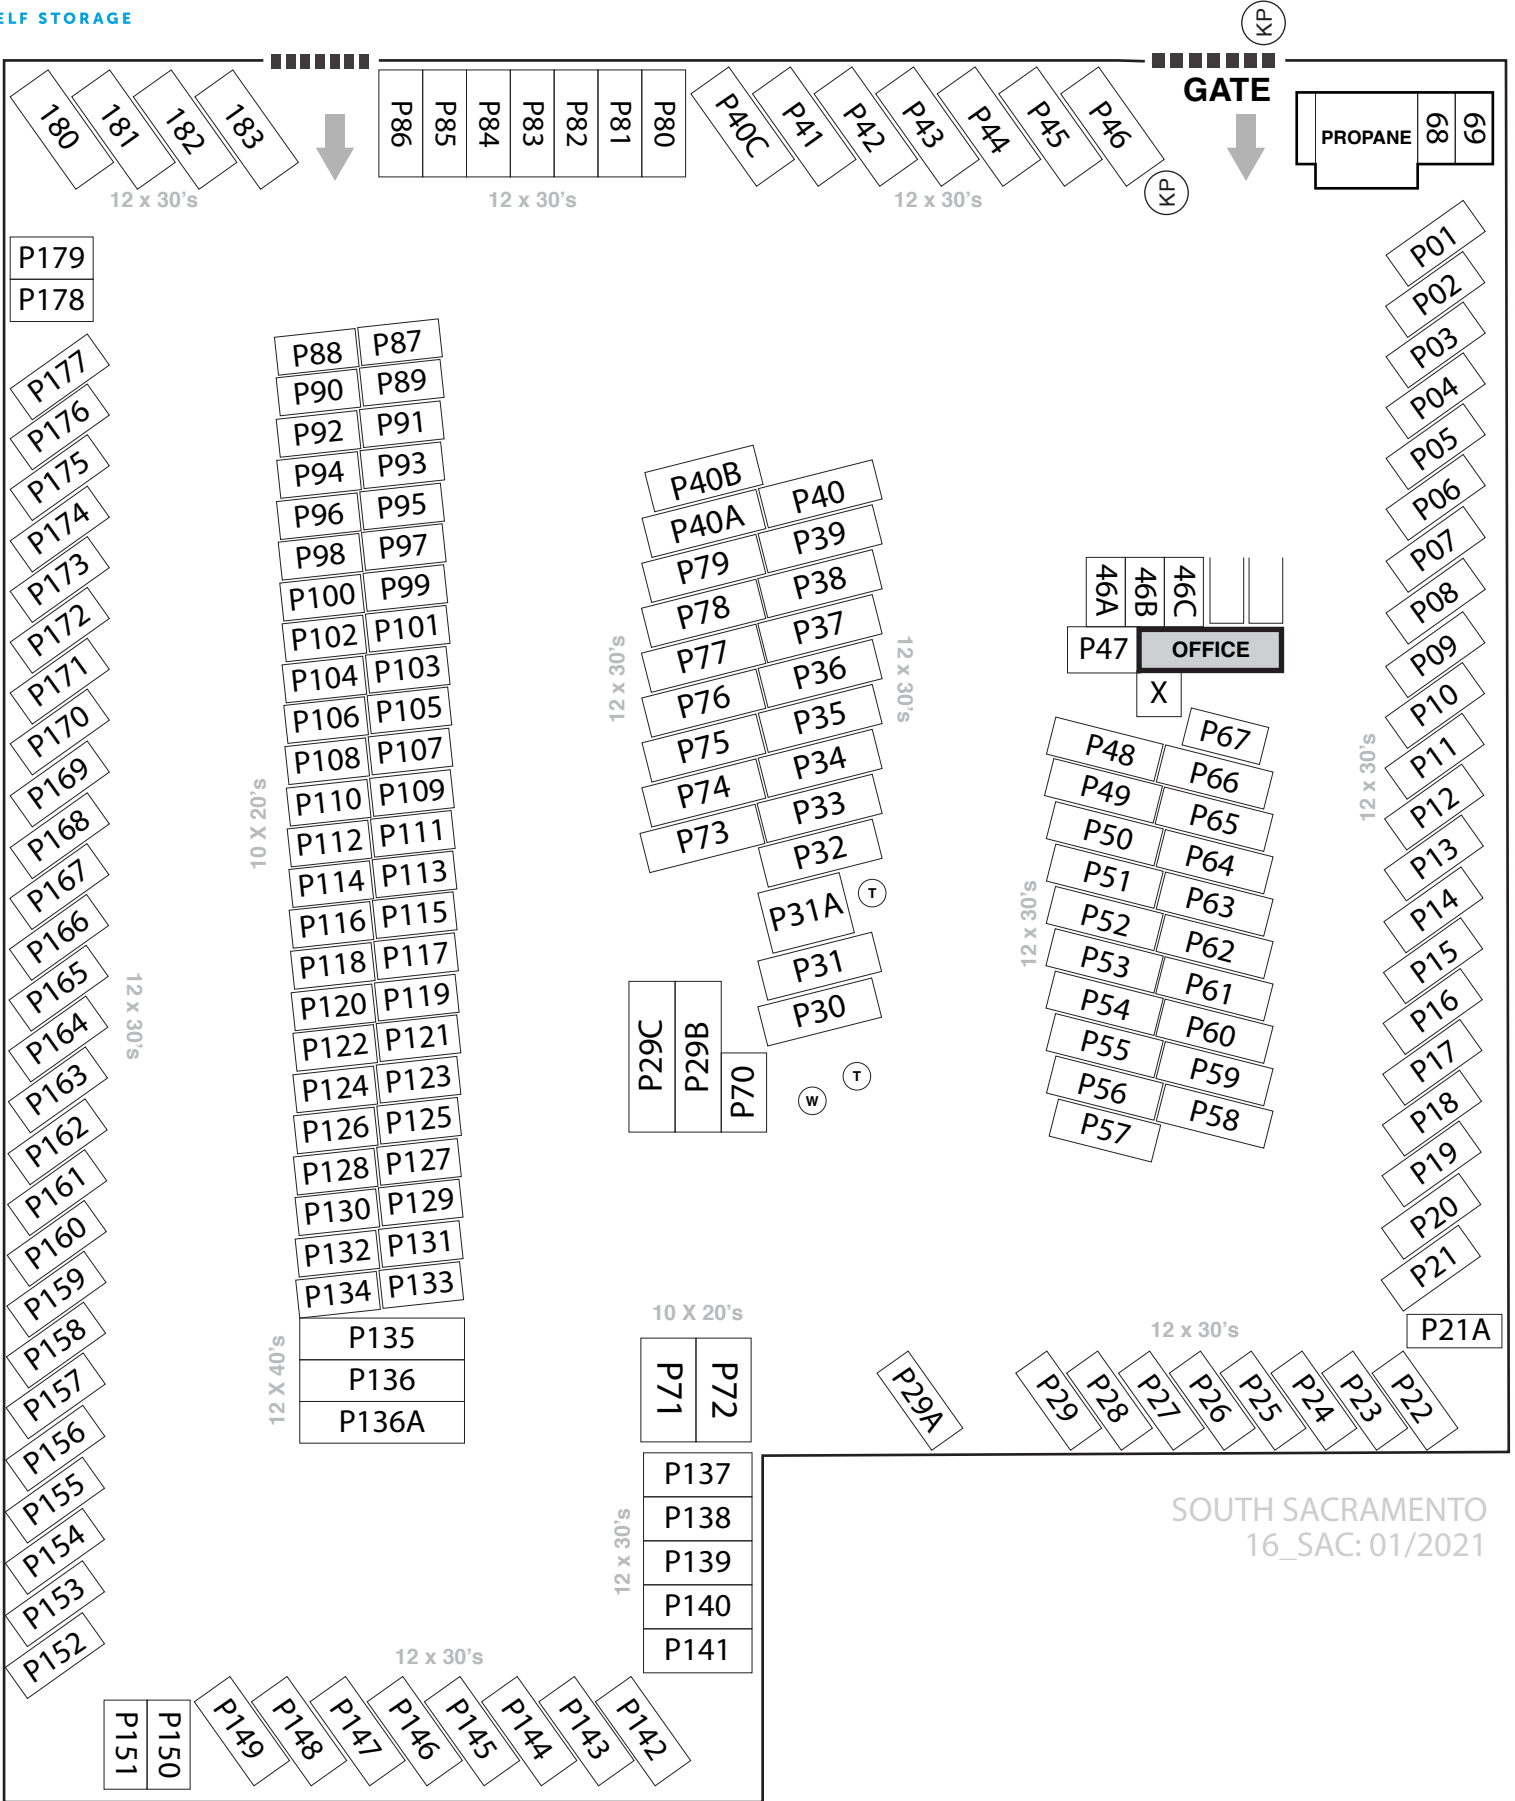 ELF STORAGE
KP
GATE
180
181
182
183
P86
P85
P84
P83
P82
P81
P80
P40C
P41
P42
P43
P44
P45
P46
PROPANE
68
69
12 x 30's
12 x 30's
12 x 30's
KP
P179
P178
P177
P176
P175
P174
P173
P172
P171
P170
P169
P168
P167
P166
P165
P164
P163
P162
P161
P160
P159
P158
P157
P156
P155
P154
P153
P152
12 x 30's
P88 P87
P90 P89
P92 P91
P94 P93
P96 P95
P98 P97
P100 P99
P102 P101
P104 P103
P106 P105
P108 P107
P110 P109
P112 P111
P114 P113
P116 P115
P118 P117
P120 P119
P122 P121
P124 P123
P126 P125
P128 P127
P130 P129
P132 P131
P134 P133
10 X 20's
P135
P136
P136A
12 X 40's
P40B
P40A P40
P79 P39
P78 P38
P77 P37
P76 P36
P75 P35
P74 P34
P73 P33
P32
12 x 30's
12 x 30's
P31A
T
P31
P30
P29C
P29B
P70
W
T
46A
46B
46C
P47
OFFICE
X
P67
P48 P66
P49 P65
P50 P64
P51 P63
P52 P62
P53 P61
P54 P60
P55 P59
P56 P58
P57
12 x 30's
P01
P02
P03
P04
P05
P06
P07
P08
P09
P10
P11
P12
P13
P14
P15
P16
P17
P18
P19
P20
P21
12 x 30's
P21A
10 X 20's
P71
P72
12 x 30's
P29A
P29
P28
P27
P26
P25
P24
P23
P22
P137
P138
P139
P140
P141
12 x 30's
SOUTH SACRAMENTO
16_SAC: 01/2021
12 x 30's
P151
P150
P149
P148
P147
P146
P145
P144
P143
P142